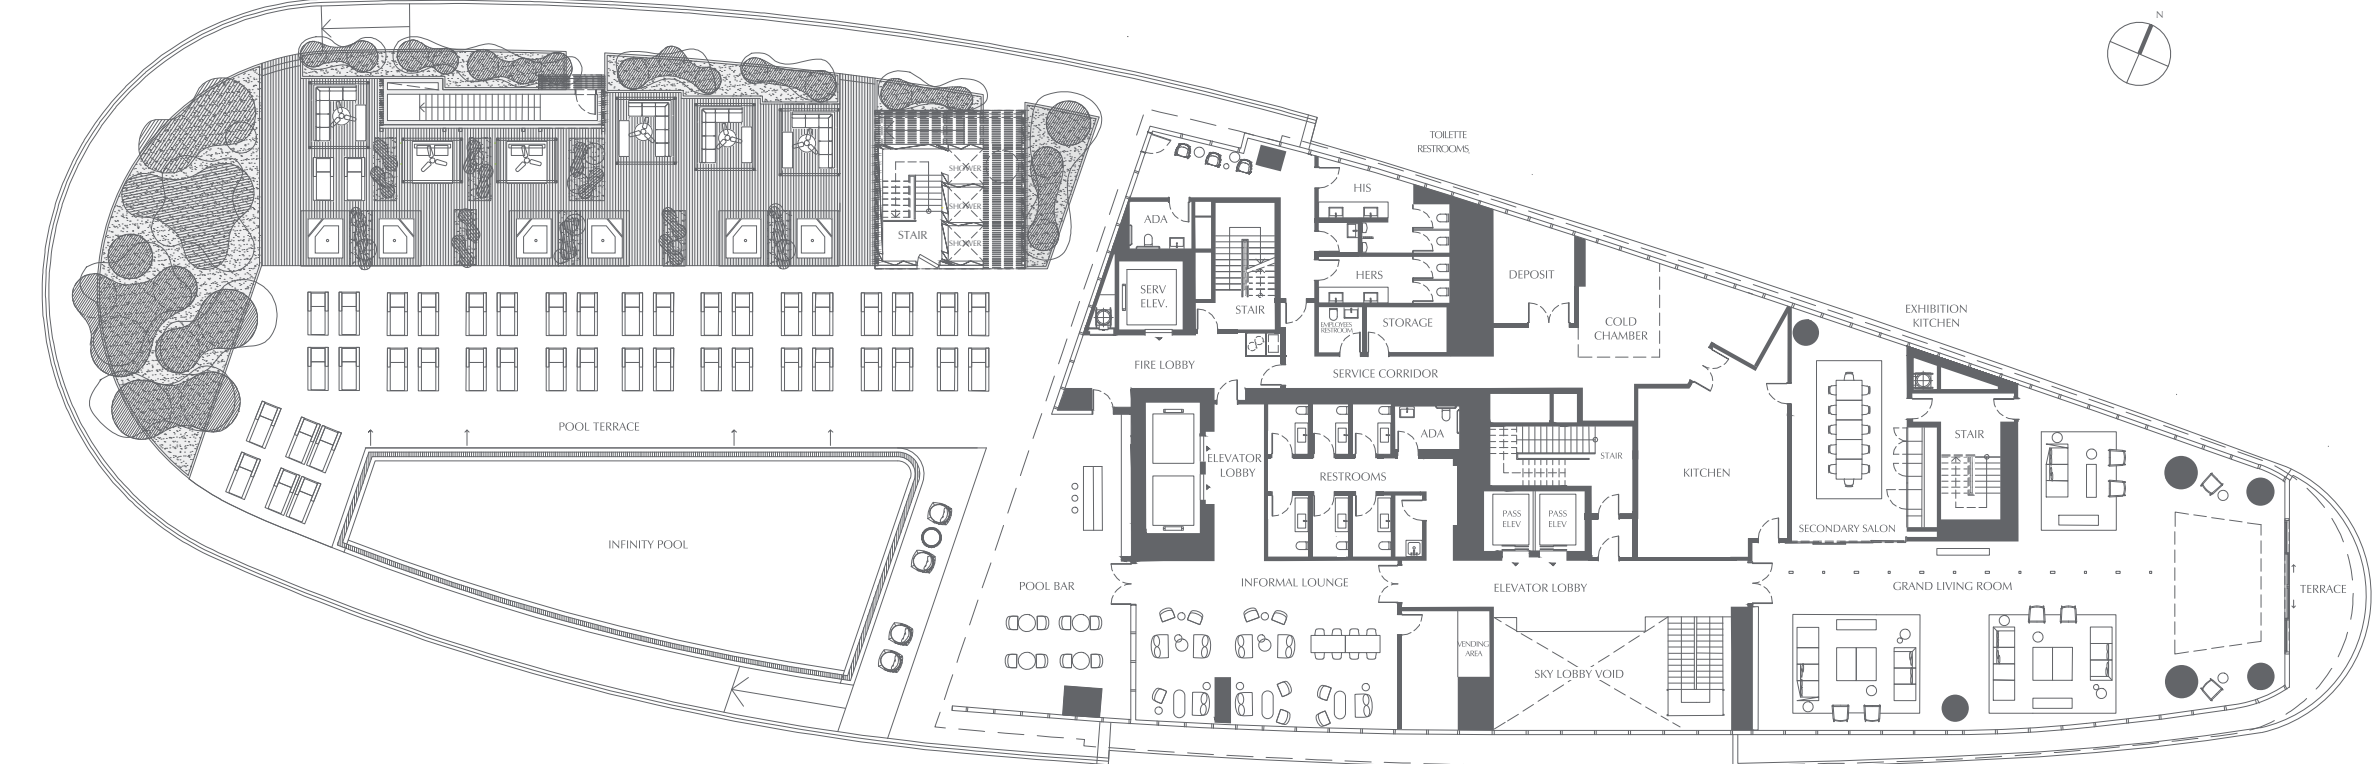 N
TOILETTE
RESTROOMS
SHOWER
SHOWER
SHOWER
STAIR
HIS
ADA
HERS
DEPOSIT
SERV
ELEV.
STAIR
EMPLOYEES
RESTROOM
STORAGE
COLD
CHAMBER
EXHIBITION
KITCHEN
FIRE LOBBY
SERVICE CORRIDOR
POOL TERRACE
ADA
STAIR
STAIR
ELEVATOR
LOBBY
RESTROOMS
KITCHEN
PASS
ELEV
PASS
ELEV
SECONDARY SALON
INFINITY POOL
POOL BAR
INFORMAL LOUNGE
ELEVATOR LOBBY
GRAND LIVING ROOM
TERRACE
VENDING
AREA
SKY LOBBY VOID